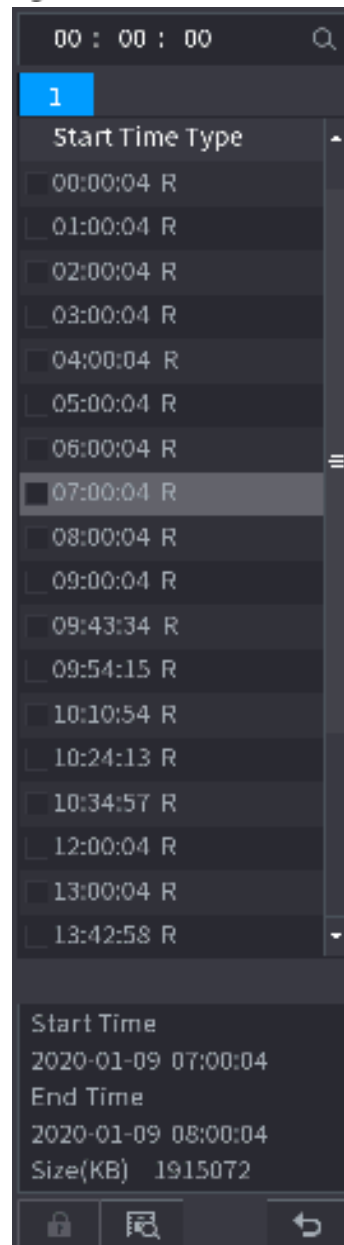 00 : 00 : 00
1
Start Time Type
00:00:04 R
01:00:04 R
02:00:04 R
03:00:04 R
04:00:04 R
05:00:04 R
06:00:04 R
07:00:04 R
08:00:04 R
09:00:04 R
09:43:34 R
09:54:15 R
10:10:54 R
10:24:13 R
10:34:57 R
12:00:04 R
13:00:04 R
13:42:58 R
Start Time
2020-01-09 07:00:04
End Time
2020-01-09 08:00:04
Size(KB) 1915072